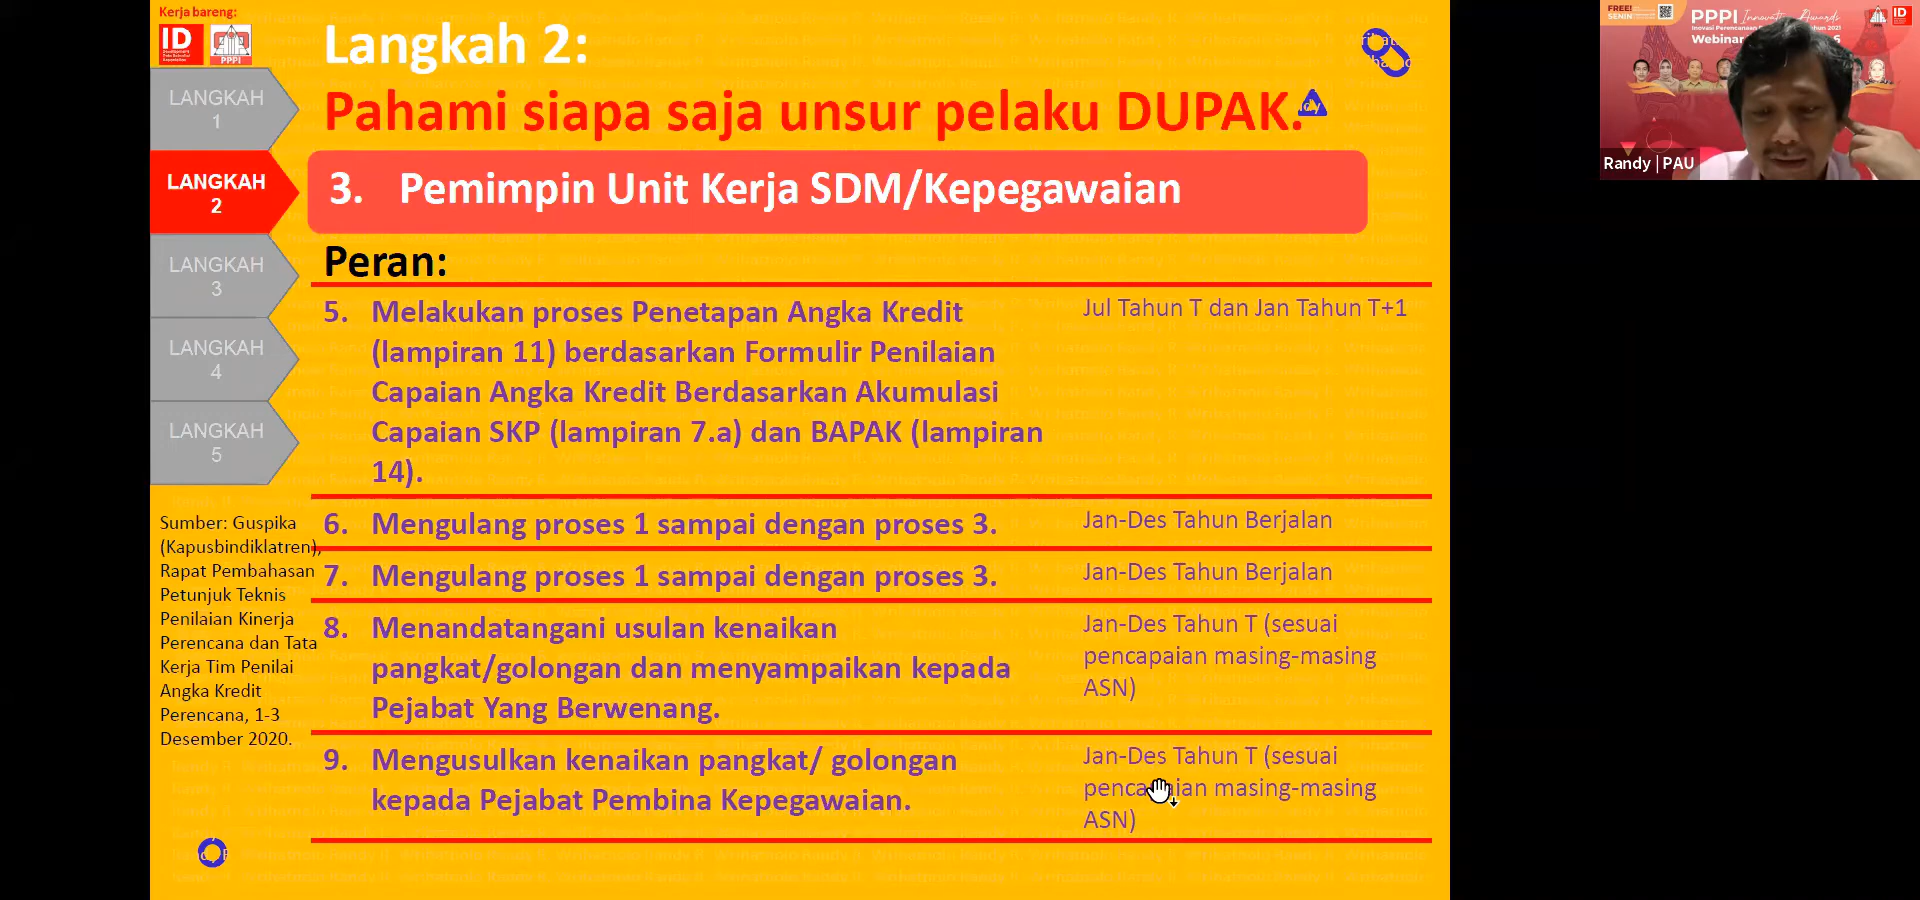 Kerja bareng:
ID
PPPI
Langkah 2:
Pahami siapa saja unsur pelaku DUPAK.
LANGKAH
1
LANGKAH
2
LANGKAH
3
LANGKAH
4
LANGKAH
5
3. Pemimpin Unit Kerja SDM/Kepegawaian
Peran:
5. Melakukan proses Penetapan Angka Kredit
(lampiran 11) berdasarkan Formulir Penilaian
Capaian Angka Kredit Berdasarkan Akumulasi
Capaian SKP (lampiran 7.a) dan BAPAK (lampiran
14).
Jul Tahun T dan Jan Tahun T+1
6. Mengulang proses 1 sampai dengan proses 3.
Jan-Des Tahun Berjalan
7. Mengulang proses 1 sampai dengan proses 3.
Jan-Des Tahun Berjalan
8. Menandatangani usulan kenaikan
pangkat/golongan dan menyampaikan kepada
Pejabat Yang Berwenang.
Jan-Des Tahun T (sesuai
pencapaian masing-masing
ASN)
9. Mengusulkan kenaikan pangkat/ golongan
kepada Pejabat Pembina Kepegawaian.
Jan-Des Tahun T (sesuai
masing-masing
ASN)
Sumber: Guspika
(Kapusbindiklatren),
Rapat Pembahasan
Petunjuk Teknis
Penilaian Kinerja
Perencana dan Tata
Kerja Tim Penilai
Angka Kredit
Perencana, 1-3
Desember 2020.
FREE!
PPPI
ID
Randy | PAU